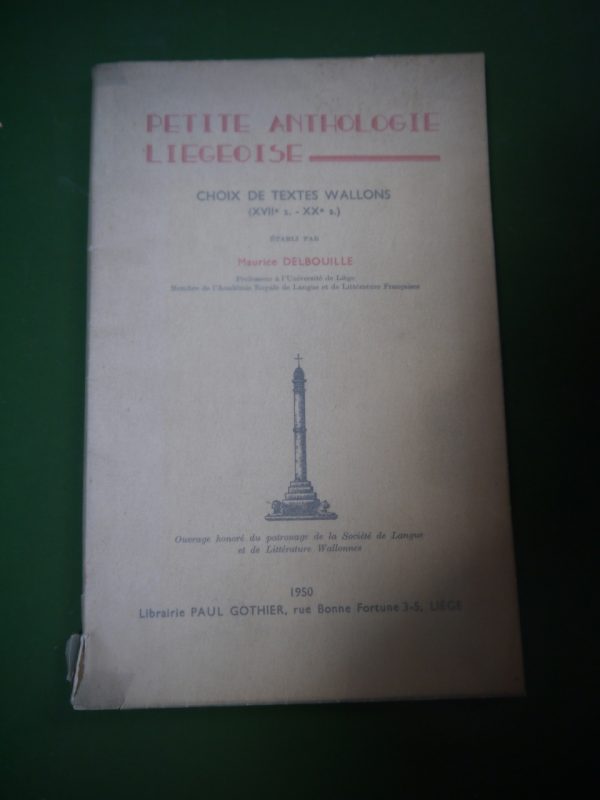 PETITE ANTHOLOGIE
LIEGEOISE
CHOIX DE TEXTES WALLONS
(XVIIe s. - XXe s.)
ÉTABLI PAR
Maurice DELBOUILLE
Professeur à l'Université de Liège
Membre de l'Académie Royale de Langue et de Littérature Françaises
Ouvrage honoré du patronage de la Société de Langue
et de Littérature Wallonnes
1950
Librairie PAUL GOTHIER, rue Bonne Fortune 3-5, LIÈGE